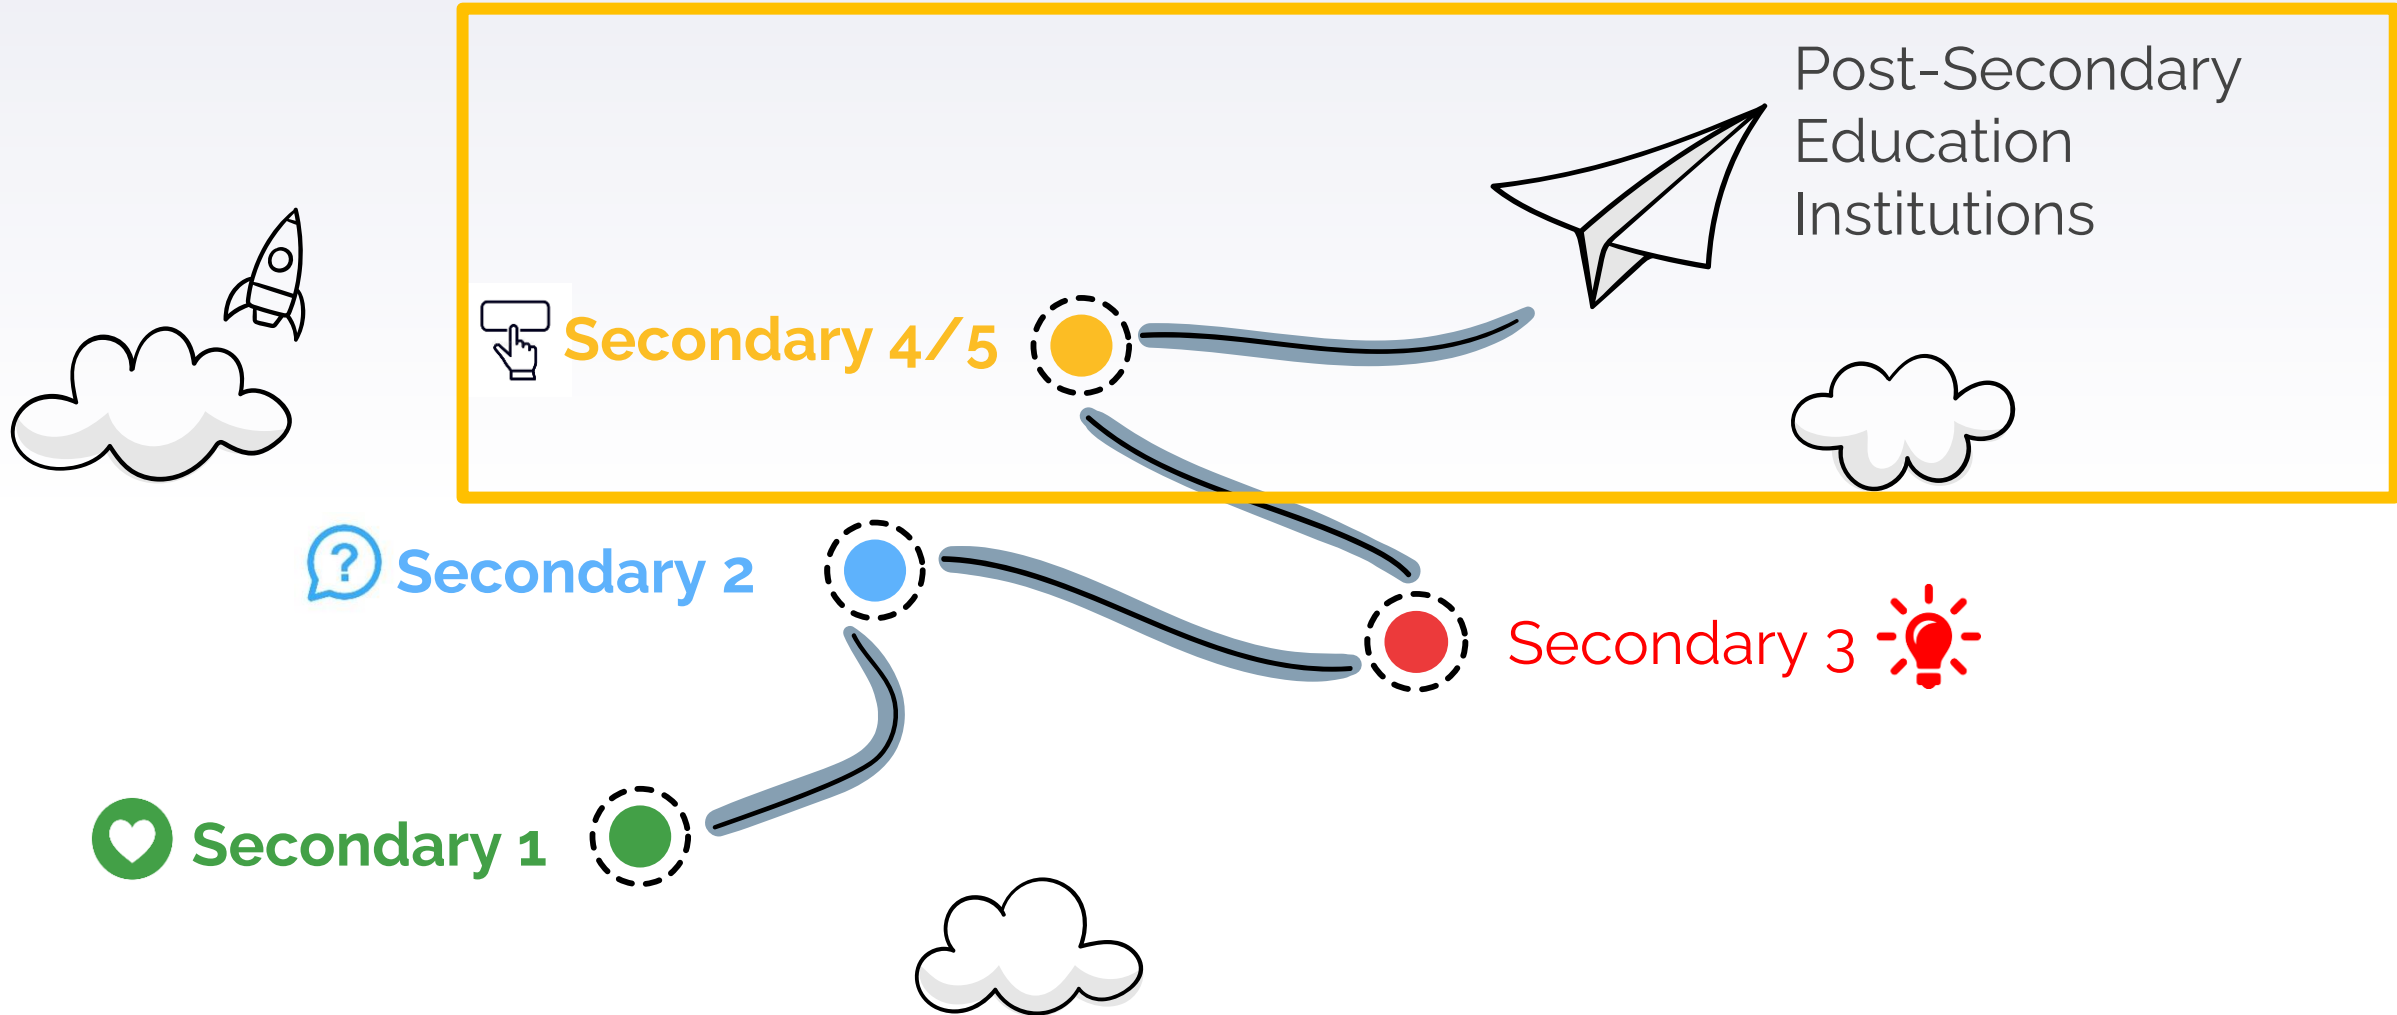 Post-Secondary
Education
Institutions
Secondary 4/5
?
Secondary 2
Secondary 3
Secondary 1